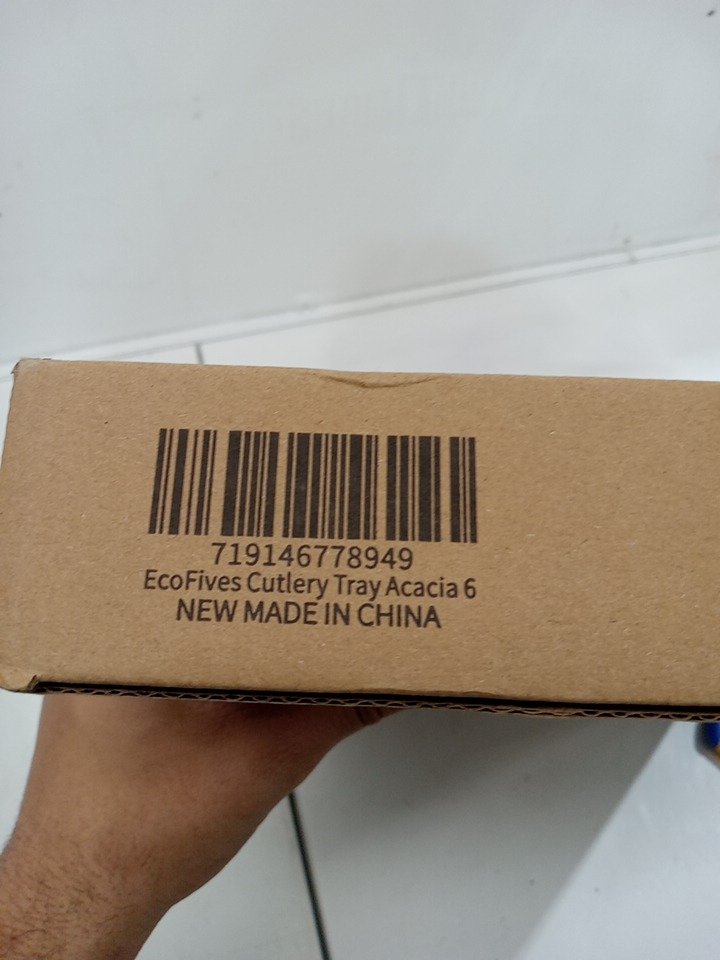 719146778949
EcoFives Cutlery Tray Acacia 6
NEW MADE IN CHINA